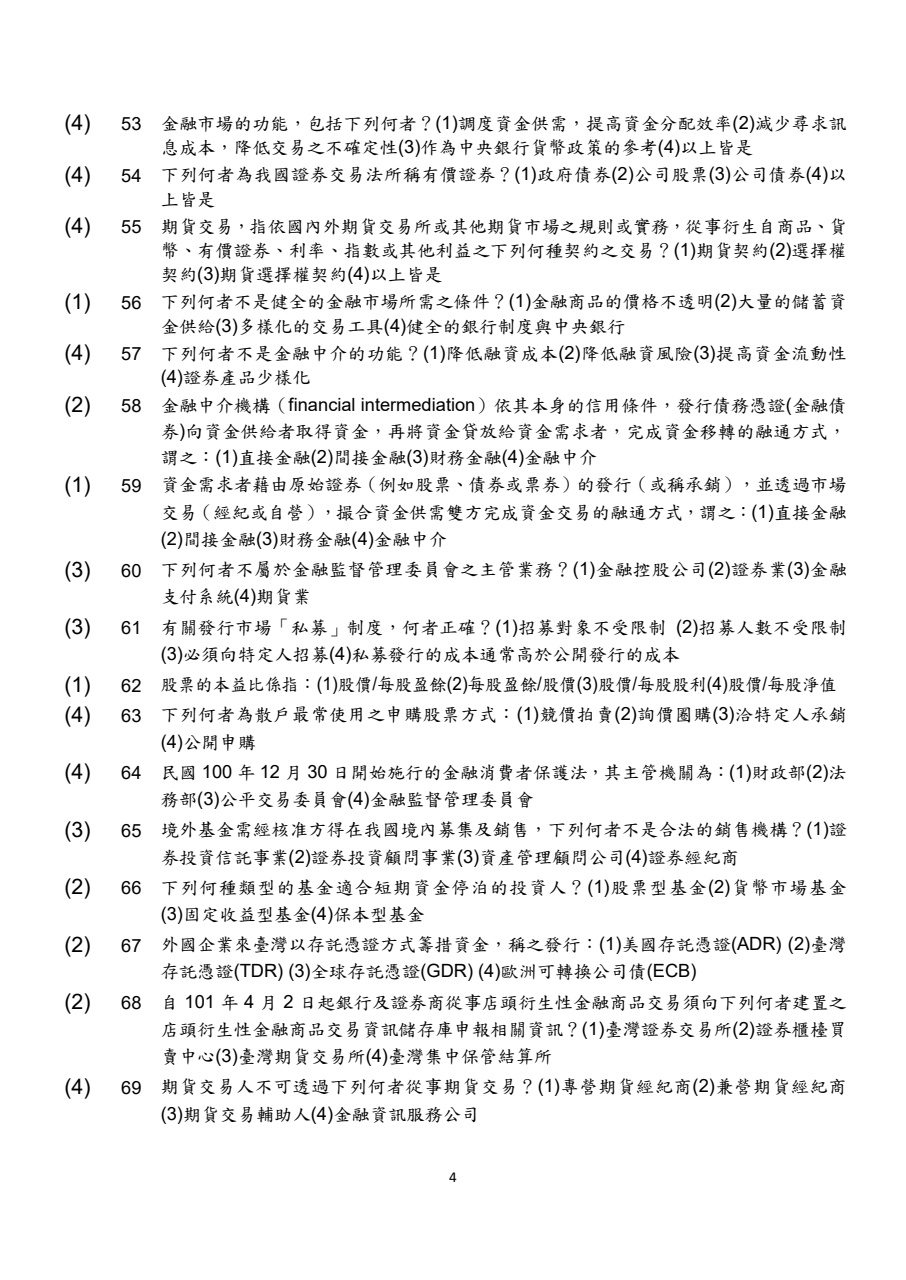 (4) 53 金融市場的功能，包括下列何者？(1)調度資金供需，提高資金分配效率(2)減少尋求訊
息成本，降低交易之不確定性(3)作為中央銀行貨幣政策的參考(4)以上皆是
(4) 54 下列何者為我國證券交易法所稱有價證券？(1)政府債券(2)公司股票(3)公司債券(4)以
上皆是
(4) 55 期貨交易，指依國內外期貨交易所或其他期貨市場之規則或實務，從事衍生自商品、貨
幣、有價證券、利率、指數或其他利益之下列何種契約之交易？(1)期貨契約(2)選擇權
契約(3)期貨選擇權契約(4)以上皆是
(1) 56 下列何者不是健全的金融市場所需之條件？(1)金融商品的價格不透明(2)大量的儲蓄資
金供給(3)多樣化的交易工具(4)健全的銀行制度與中央銀行
(4) 57 下列何者不是金融中介的功能？(1)降低融資成本(2)降低融資風險(3)提高資金流動性
(4)證券產品少樣化
(2) 58 金融中介機構（financial intermediation）依其本身的信用條件，發行債務憑證(金融債
券)向資金供給者取得資金，再將資金貸放給資金需求者，完成資金移轉的融通方式，
謂之：(1)直接金融(2)間接金融(3)財務金融(4)金融中介
(1) 59 資金需求者藉由原始證券（例如股票、債券或票券）的發行（或稱承銷），並透過市場
交易（經紀或自營），撮合資金供需雙方完成資金交易的融通方式，謂之：(1)直接金融
(2)間接金融(3)財務金融(4)金融中介
(3) 60 下列何者不屬於金融監督管理委員會之主管業務？(1)金融控股公司(2)證券業(3)金融
支付系統(4)期貨業
(3) 61 有關發行市場「私募」制度，何者正確？(1)招募對象不受限制 (2)招募人數不受限制
(3)必須向特定人招募(4)私募發行的成本通常高於公開發行的成本
(1) 62 股票的本益比係指：(1)股價/每股盈餘(2)每股盈餘/股價(3)股價/每股股利(4)股價/每股淨值
(4) 63 下列何者為散戶最常使用之申購股票方式：(1)競價拍賣(2)詢價圈購(3)洽特定人承銷
(4)公開申購
(4) 64 民國 100 年 12 月 30 日開始施行的金融消費者保護法，其主管機關為：(1)財政部(2)法
務部(3)公平交易委員會(4)金融監督管理委員會
(3) 65 境外基金需經核准方得在我國境內募集及銷售，下列何者不是合法的銷售機構？(1)證
券投資信託事業(2)證券投資顧問事業(3)資產管理顧問公司(4)證券經紀商
(2) 66 下列何種類型的基金適合短期資金停泊的投資人？(1)股票型基金(2)貨幣市場基金
(3)固定收益型基金(4)保本型基金
(2) 67 外國企業來臺灣以存託憑證方式籌措資金，稱之發行：(1)美國存託憑證(ADR) (2)臺灣
存託憑證(TDR) (3)全球存託憑證(GDR) (4)歐洲可轉換公司債(ECB)
(2) 68 自 101 年 4 月 2 日起銀行及證券商從事店頭衍生性金融商品交易須向下列何者建置之
店頭衍生性金融商品交易資訊儲存庫申報相關資訊？(1)臺灣證券交易所(2)證券櫃檯買
賣中心(3)臺灣期貨交易所(4)臺灣集中保管結算所
(4) 69 期貨交易人不可透過下列何者從事期貨交易？(1)專營期貨經紀商(2)兼營期貨經紀商
(3)期貨交易輔助人(4)金融資訊服務公司
4